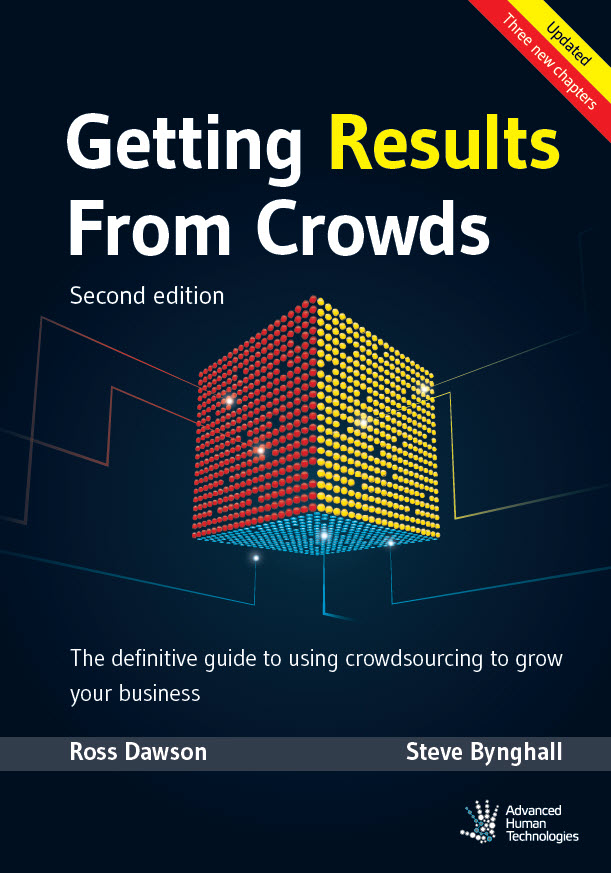 Updated
Three new chapters
Getting Results
From Crowds
Second edition
The definitive guide to using crowdsourcing to grow
your business
Ross Dawson Steve Bynghall
Advanced
Human
Technologies